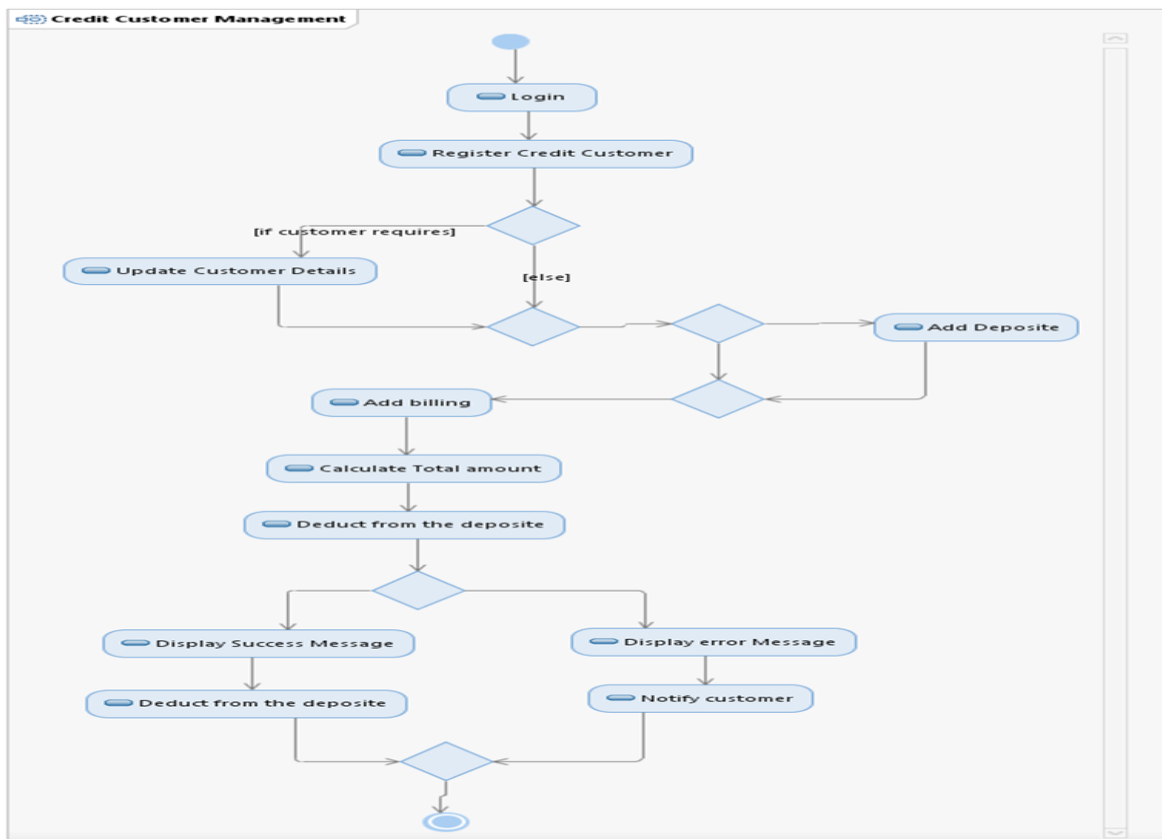 Credit Customer Management
Login
Register Credit Customer
[if customer requires]
Update Customer Details
[else]
Add Deposite
Add billing
Calculate Total amount
Deduct from the deposite
Display Success Message
Display error Message
Deduct from the deposite
Notify customer